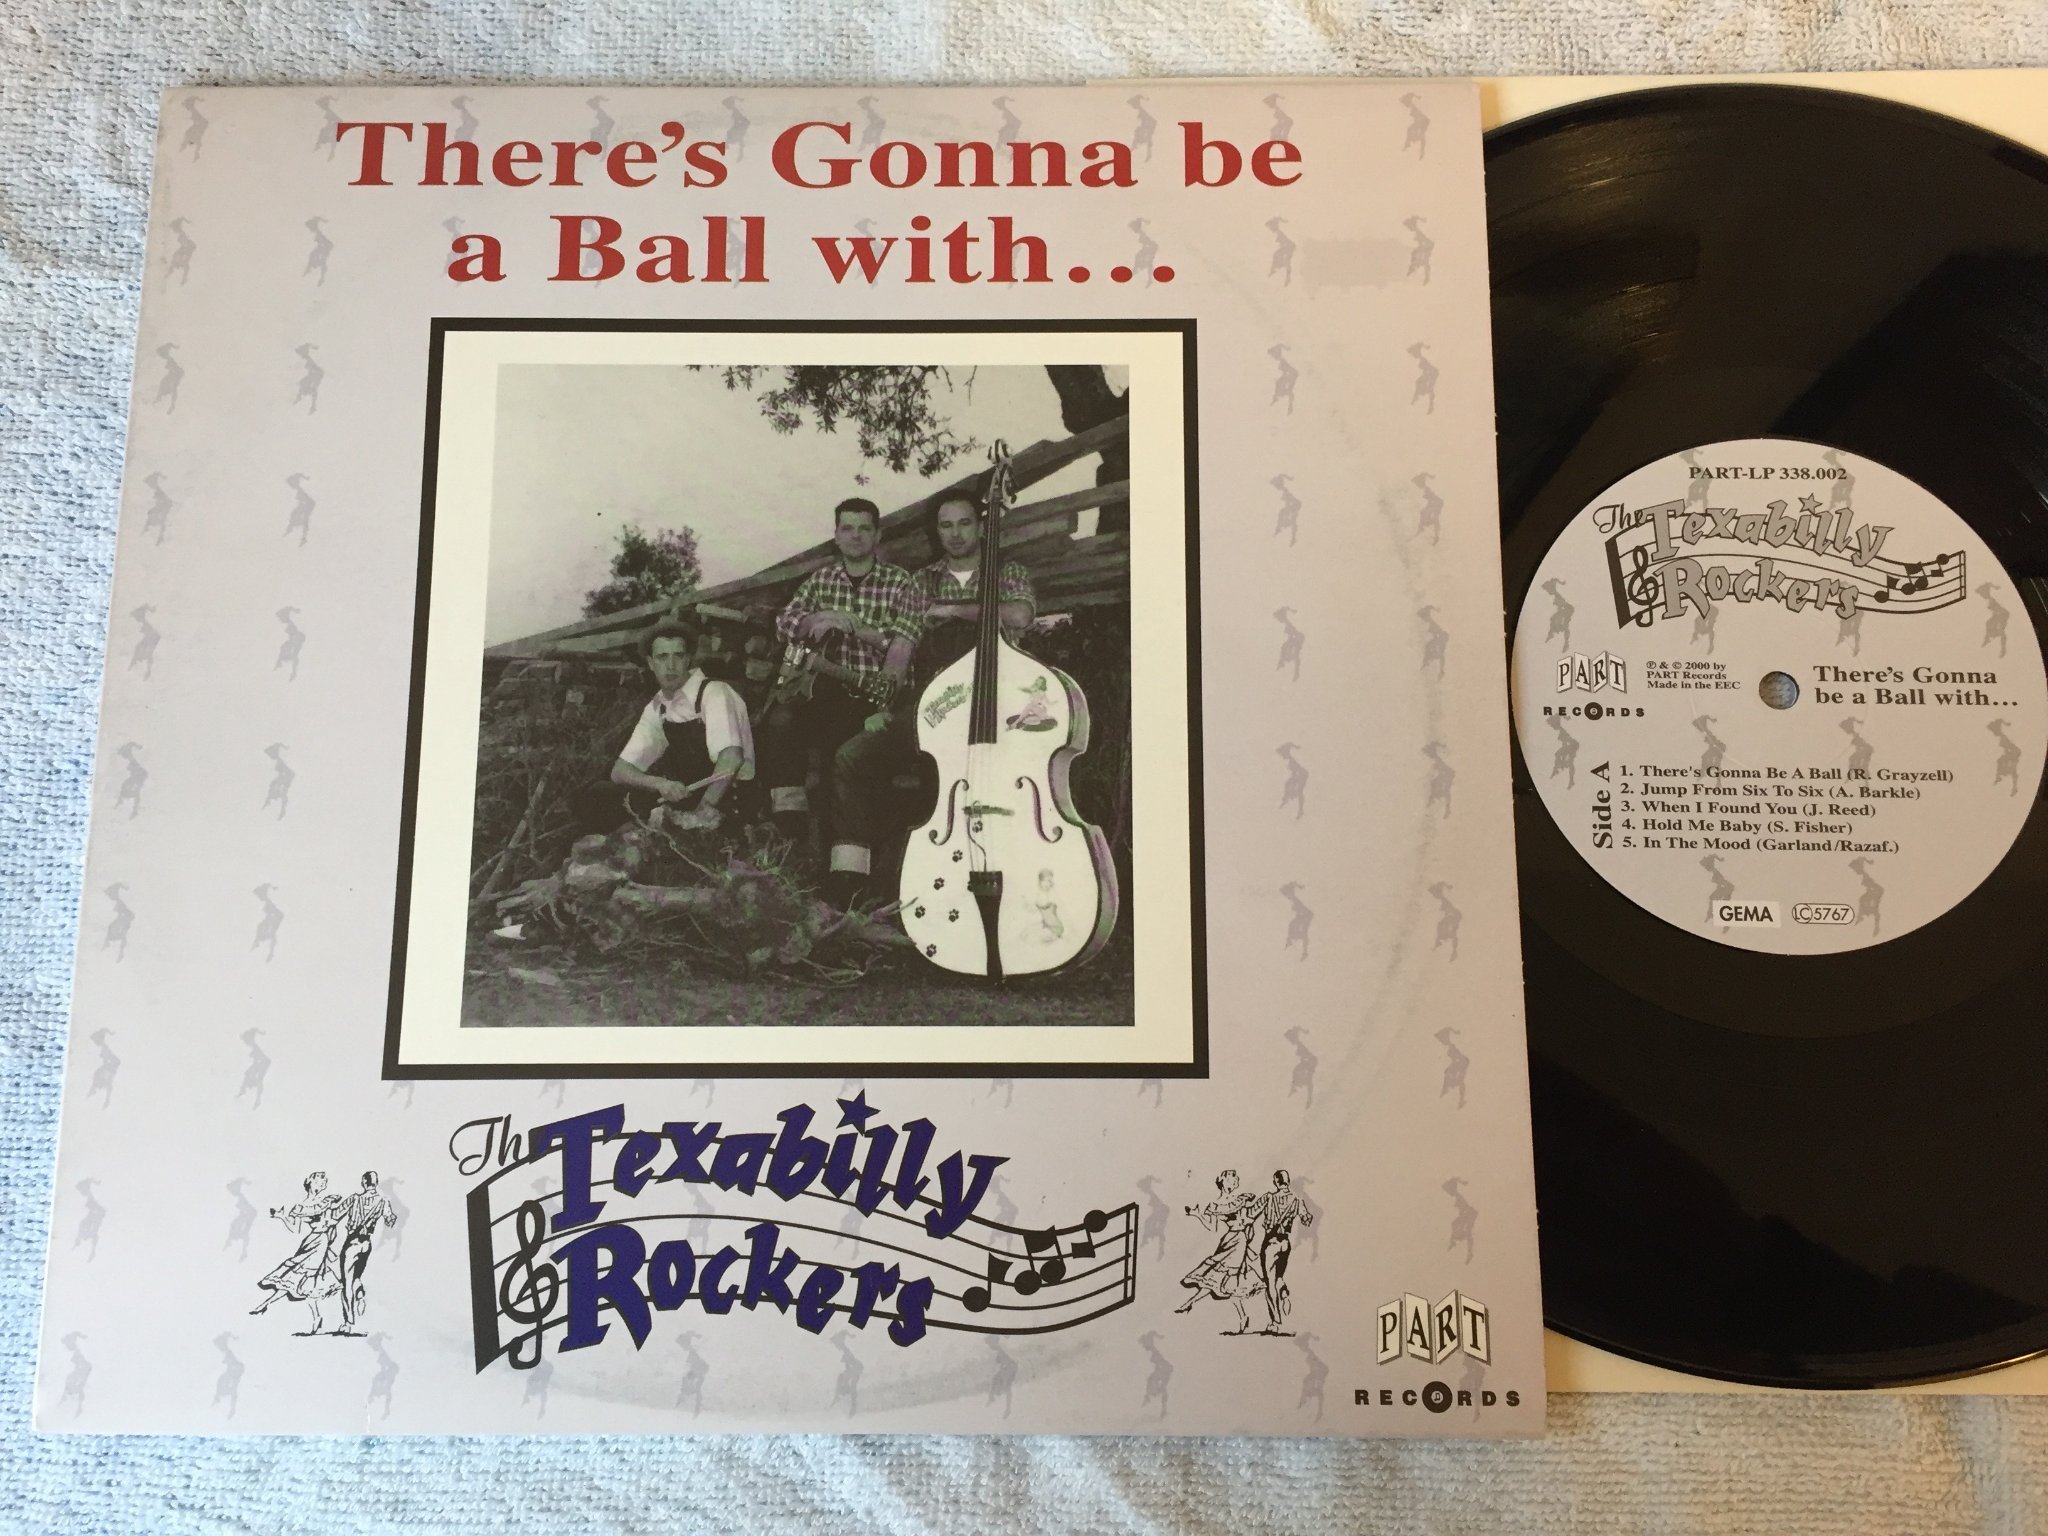 There's Gonna be
a Ball with...
The Texabilly
Rockers
PART
RECORDS
PART-LP 338.002
The Texabilly
Rockers
PART
RECORDS
℗ & © 2000 by
PART Records
Made in the EEC
There's Gonna
be a Ball with...
Side A
1. There's Gonna Be A Ball (R. Grayzell)
2. Jump From Six To Six (A. Barkle)
3. When I Found You (J. Reed)
4. Hold Me Baby (S. Fisher)
5. In The Mood (Garland/Razaf.)
GEMA
LC 5767